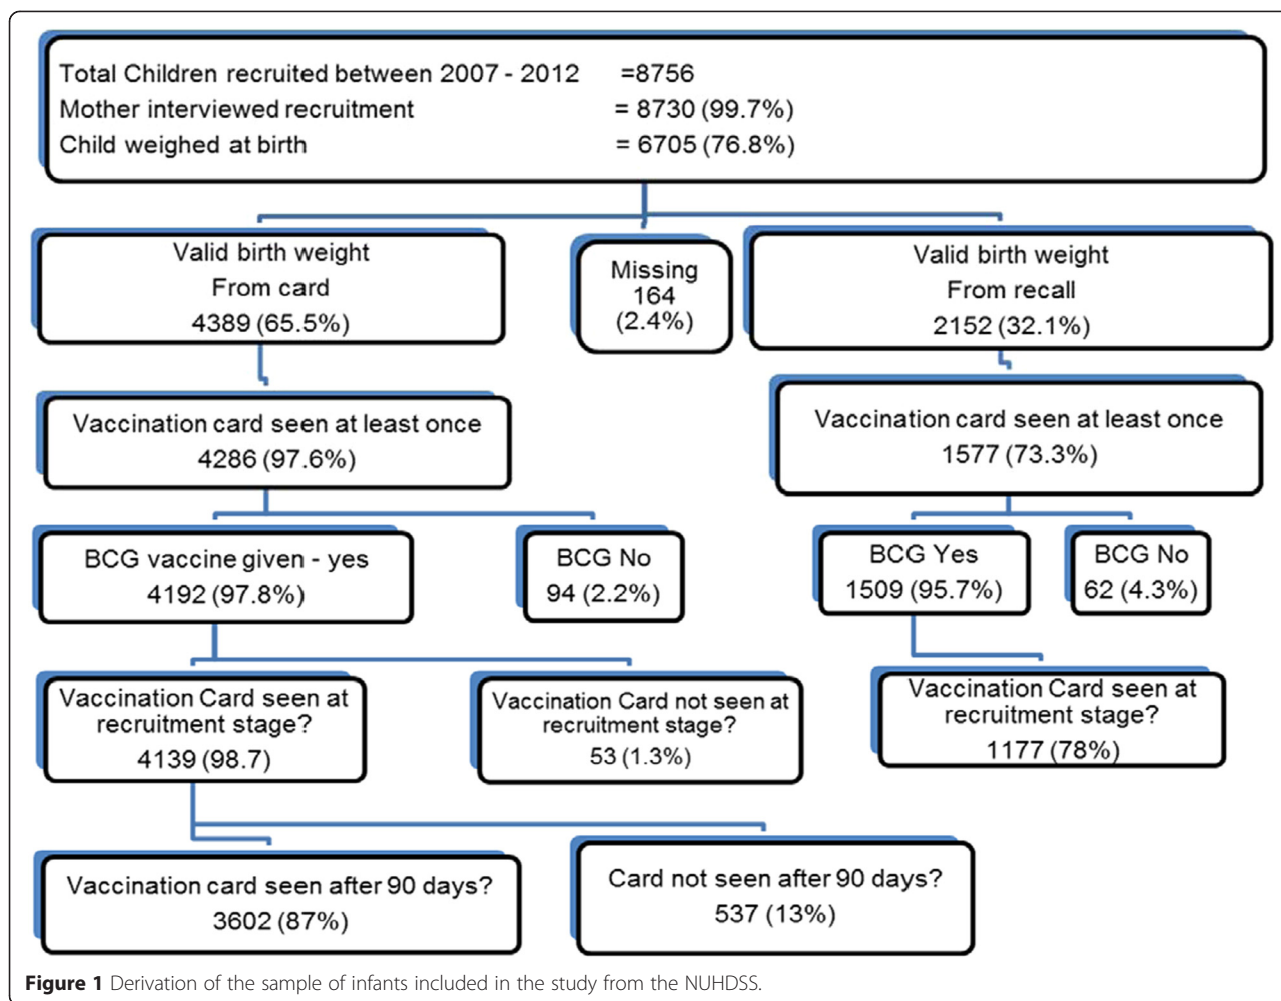 Total Children recruited between 2007 - 2012 =8756
Mother interviewed recruitment = 8730 (99.7%)
Child weighed at birth = 6705 (76.8%)
Valid birth weight
From card
4389 (65.5%)
Missing
164
(2.4%)
Valid birth weight
From recall
2152 (32.1%)
Vaccination card seen at least once
4286 (97.6%)
Vaccination card seen at least once
1577 (73.3%)
BCG vaccine given - yes
4192 (97.8%)
BCG No
94 (2.2%)
BCG Yes
1509 (95.7%)
BCG No
62 (4.3%)
Vaccination Card seen at
recruitment stage?
4139 (98.7)
Vaccination Card not seen at
recruitment stage?
53 (1.3%)
Vaccination Card seen at
recruitment stage?
1177 (78%)
Vaccination card seen after 90 days?
3602 (87%)
Card not seen after 90 days?
537 (13%)
Figure 1 Derivation of the sample of infants included in the study from the NUHDSS.